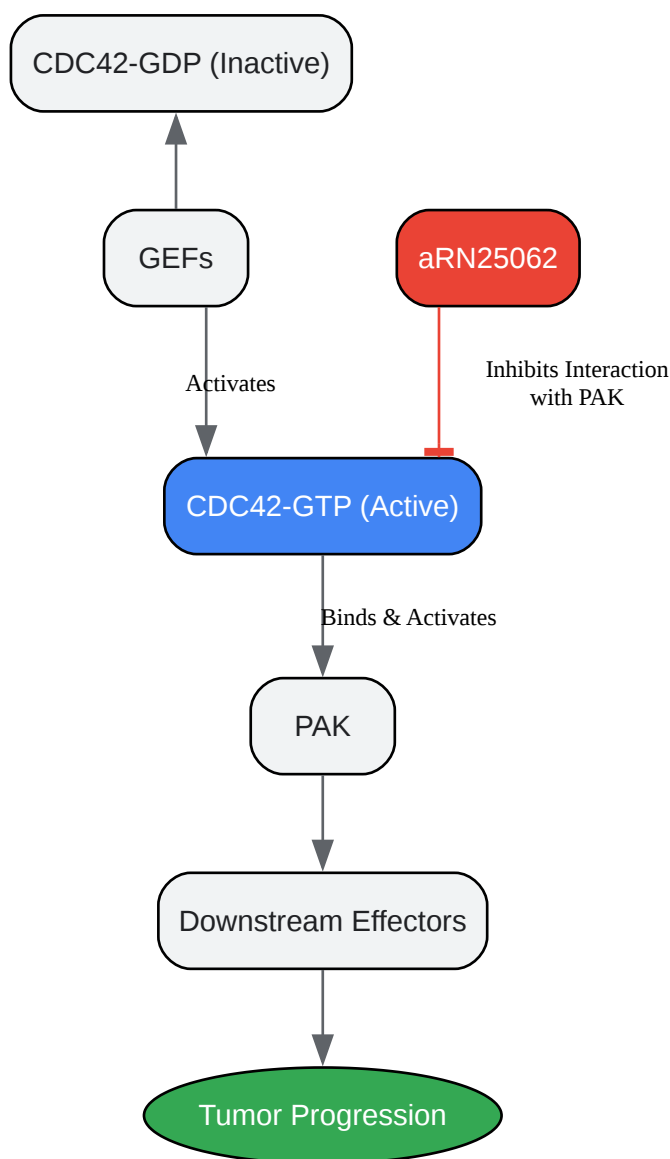 CDC42-GDP (Inactive)
GEFs
aRN25062
Activates
Inhibits Interaction
with PAK
CDC42-GTP (Active)
Binds & Activates
PAK
Downstream Effectors
Tumor Progression